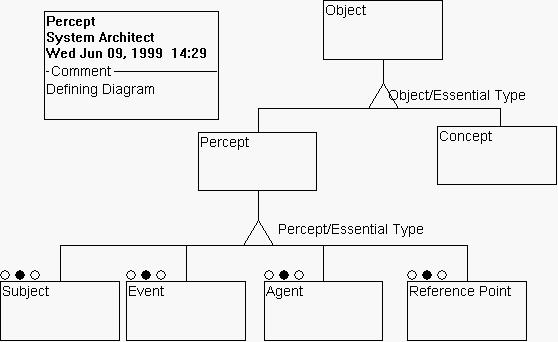 Percept
System Architect
Wed Jun 09, 1999 14:29
Comment
Defining Diagram
Object
Object/Essential Type
Percept
Concept
Percept/Essential Type
Subject
Event
Agent
Reference Point